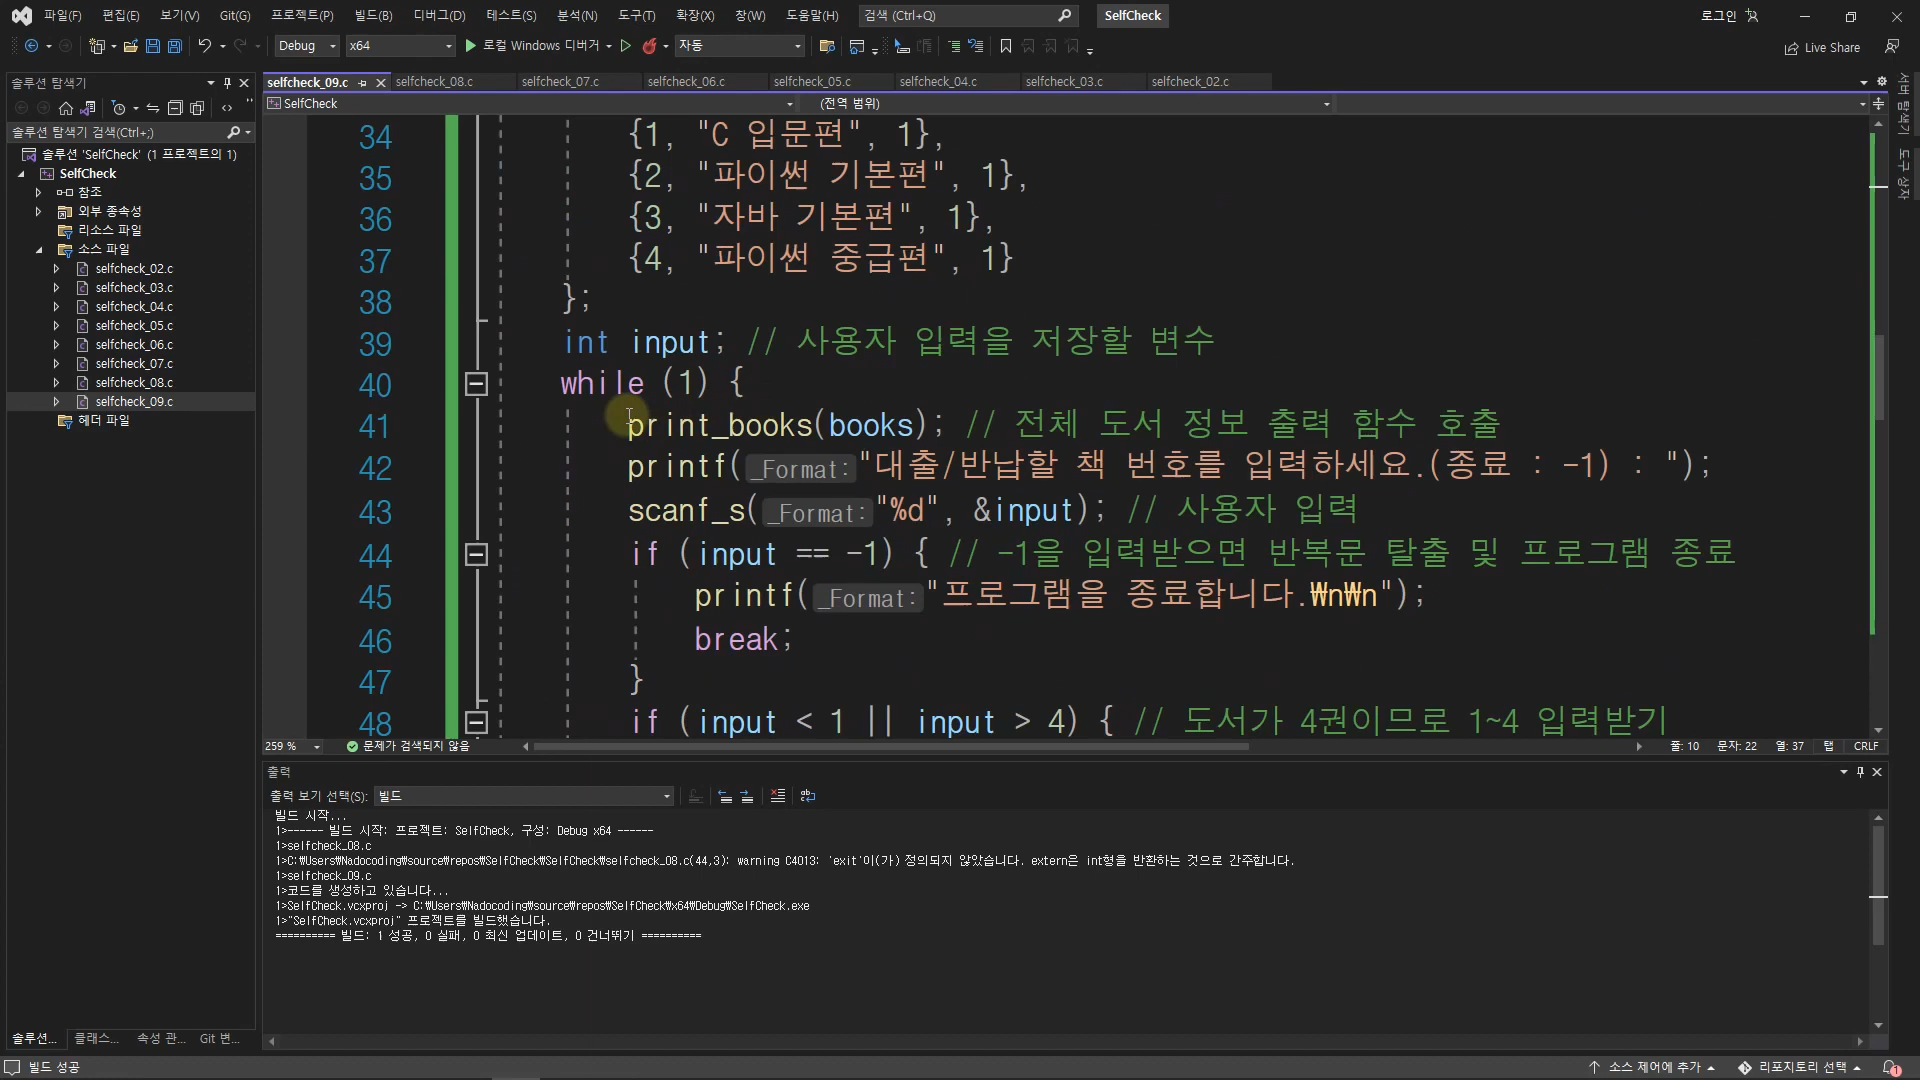 파일(F) 편집(E) 보기(V) Git(G) 프로젝트(P) 빌드(B) 디버그(D) 테스트(S) 분석(N) 도구(T) 확장(X) 창(W) 도움말(H) 검색 (Ctrl+Q) SelfCheck 로그인
Debug x64 로컬 Windows 디버거 자동 Live Share
솔루션 탐색기
selfcheck_09.c selfcheck_08.c selfcheck_07.c selfcheck_06.c selfcheck_05.c selfcheck_04.c selfcheck_03.c selfcheck_02.c
SelfCheck (전역 범위)
솔루션 탐색기 검색(Ctrl+;)
솔루션 'SelfCheck' (1 프로젝트의 1)
SelfCheck
참조
외부 종속성
리소스 파일
소스 파일
selfcheck_02.c
selfcheck_03.c
selfcheck_04.c
selfcheck_05.c
selfcheck_06.c
selfcheck_07.c
selfcheck_08.c
selfcheck_09.c
헤더 파일
서버 탐색기
도구 상자
34 {1, "C 입문편", 1},
35 {2, "파이썬 기본편", 1},
36 {3, "자바 기본편", 1},
37 {4, "파이썬 중급편", 1}
38 };
39 int input; // 사용자 입력을 저장할 변수
40 while (1) {
41 print_books(books); // 전체 도서 정보 출력 함수 호출
42 printf(_Format:"대출/반납할 책 번호를 입력하세요.(종료 : -1) : ");
43 scanf_s(_Format:"%d", &input); // 사용자 입력
44 if (input == -1) { // -1을 입력받으면 반복문 탈출 및 프로그램 종료
45 printf(_Format:"프로그램을 종료합니다.₩n₩n");
46 break;
47 }
48 if (input < 1 || input > 4) { // 도서가 4권이므로 1~4 입력받기
259 % 문제가 검색되지 않음 줄: 10 문자: 22 열: 37 탭 CRLF
출력
출력 보기 선택(S): 빌드
빌드 시작...
1>------ 빌드 시작: 프로젝트: SelfCheck, 구성: Debug x64 ------
1>selfcheck_08.c
1>C:₩Users₩Nadocoding₩source₩repos₩SelfCheck₩SelfCheck₩selfcheck_08.c(44,3): warning C4013: 'exit'이(가) 정의되지 않았습니다. extern은 int형을 반환하는 것으로 간주합니다.
1>selfcheck_09.c
1>코드를 생성하고 있습니다...
1>SelfCheck.vcxproj -> C:₩Users₩Nadocoding₩source₩repos₩SelfCheck₩x64₩Debug₩SelfCheck.exe
1>"SelfCheck.vcxproj" 프로젝트를 빌드했습니다.
========== 빌드: 1 성공, 0 실패, 0 최신 업데이트, 0 건너뛰기 ==========
솔루션... 클래스... 속성 관... Git 변...
빌드 성공 소스 제어에 추가 리포지토리 선택 1